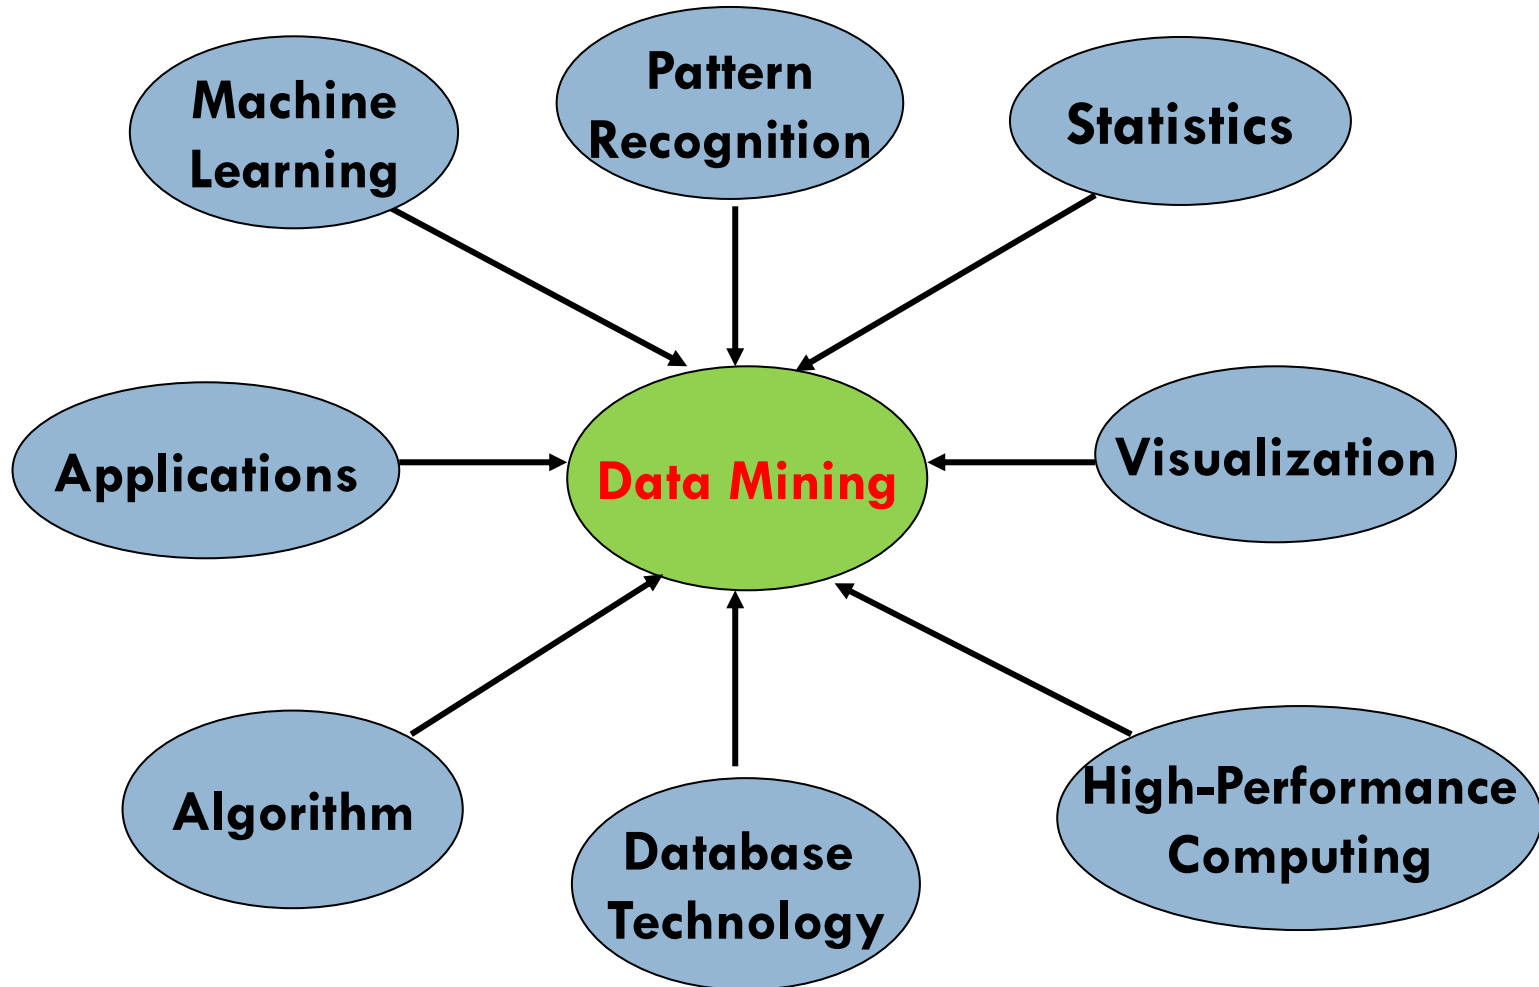 Machine
Learning
Pattern
Recognition
Statistics
Applications
Data Mining
Visualization
Algorithm
Database
Technology
High-Performance
Computing